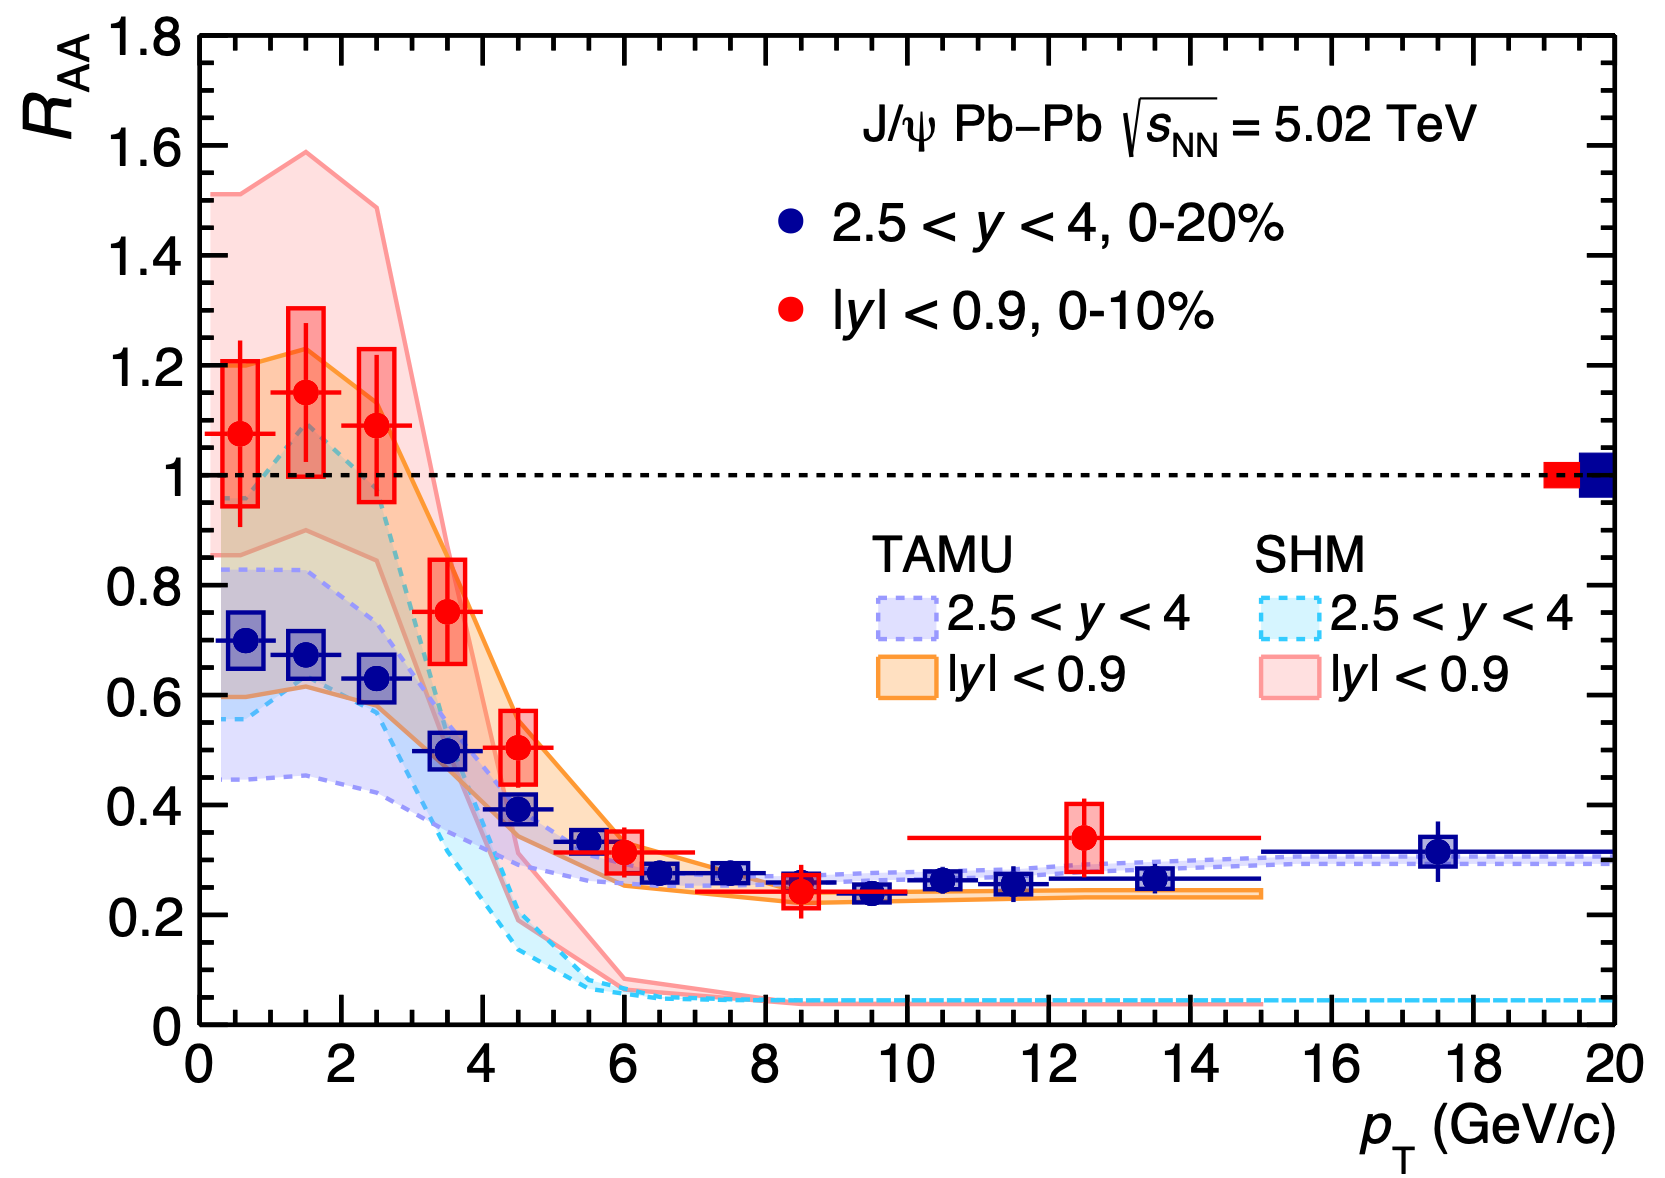 1.8
1.6
1.4
1.2
1
0.8
0.6
0.4
0.2
0
R_AA
J/ψ Pb–Pb √s_NN = 5.02 TeV
2.5 < y < 4, 0-20%
|y| < 0.9, 0-10%
TAMU SHM
2.5 < y < 4 2.5 < y < 4
|y| < 0.9 |y| < 0.9
0 2 4 6 8 10 12 14 16 18 20
p_T (GeV/c)